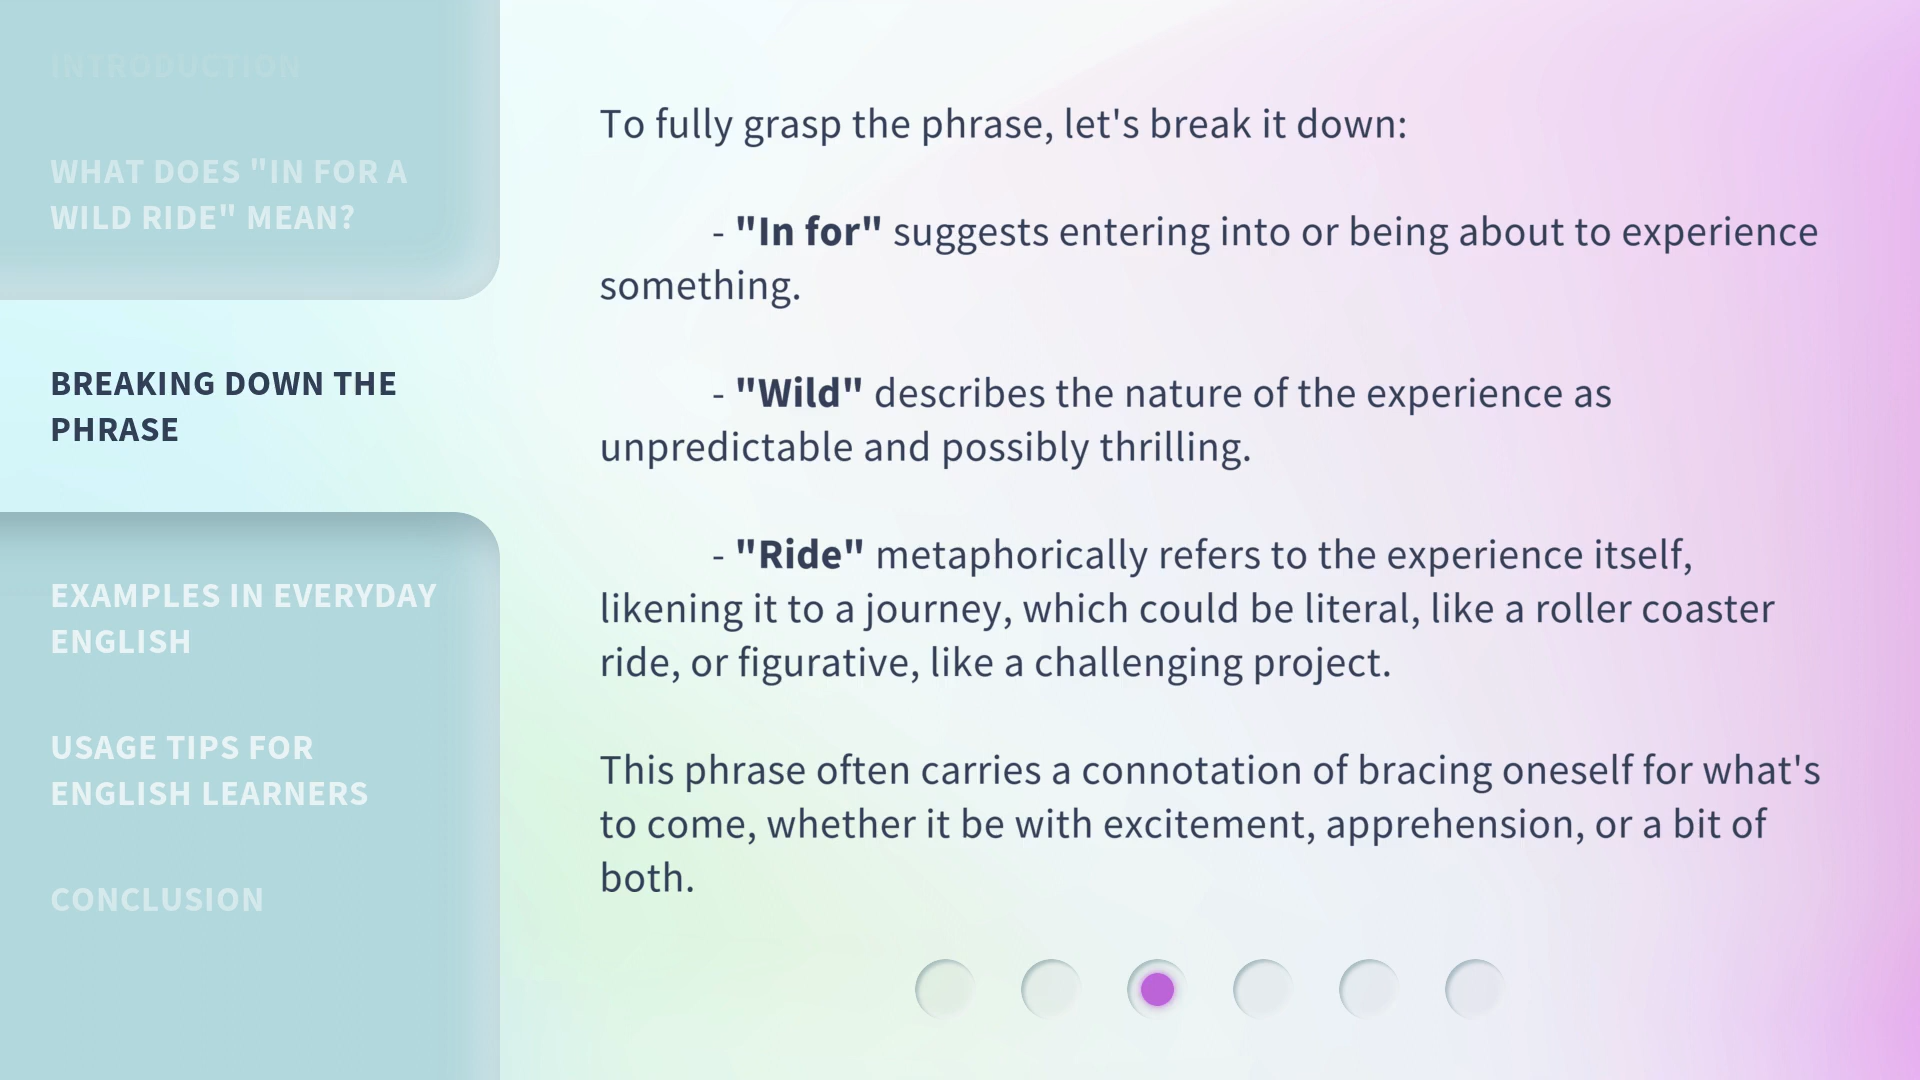 INTRODUCTION
WHAT DOES "IN FOR A
WILD RIDE" MEAN?
BREAKING DOWN THE
PHRASE
EXAMPLES IN EVERYDAY
ENGLISH
USAGE TIPS FOR
ENGLISH LEARNERS
CONCLUSION
To fully grasp the phrase, let's break it down:
- "In for" suggests entering into or being about to experience
something.
- "Wild" describes the nature of the experience as
unpredictable and possibly thrilling.
- "Ride" metaphorically refers to the experience itself,
likening it to a journey, which could be literal, like a roller coaster
ride, or figurative, like a challenging project.
This phrase often carries a connotation of bracing oneself for what's
to come, whether it be with excitement, apprehension, or a bit of
both.